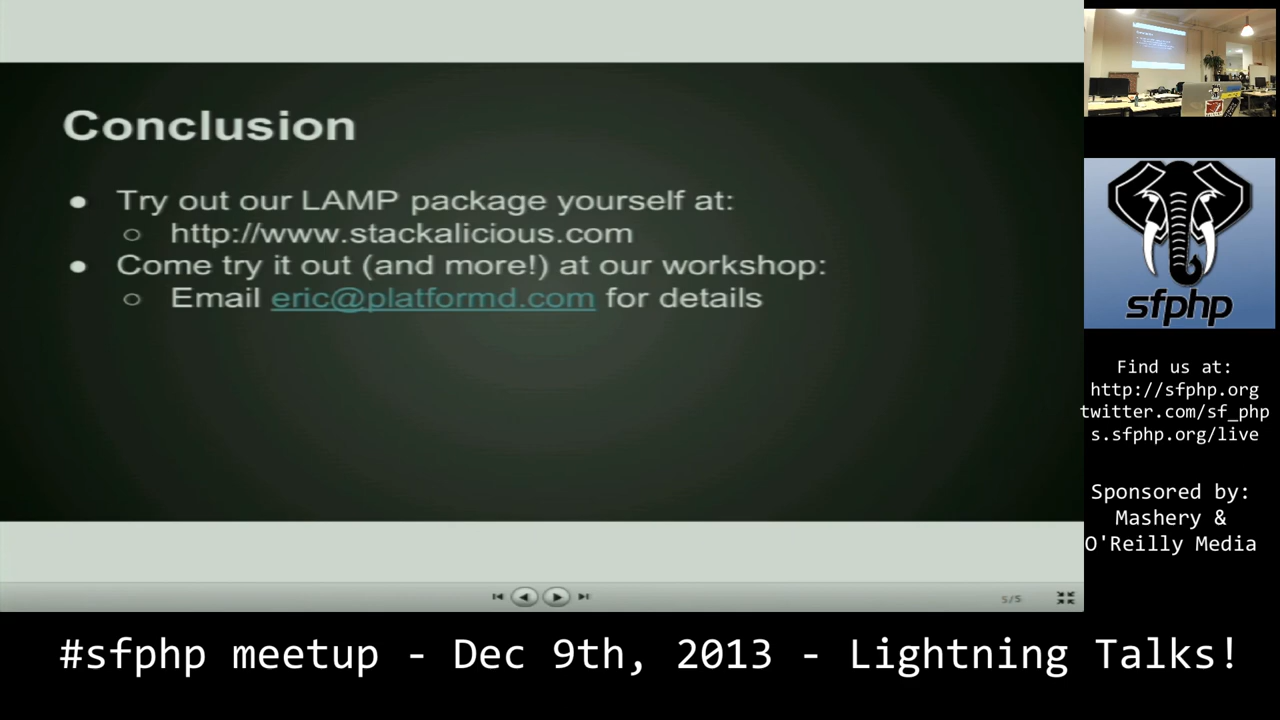 Conclusion
● Try out our LAMP package yourself at:
○ http://www.stackalicious.com
● Come try it out (and more!) at our workshop:
○ Email eric@platformd.com for details
5/5
sfphp
Find us at:
http://sfphp.org
twitter.com/sf_php
s.sfphp.org/live
Sponsored by:
Mashery &
O'Reilly Media
#sfphp meetup - Dec 9th, 2013 - Lightning Talks!